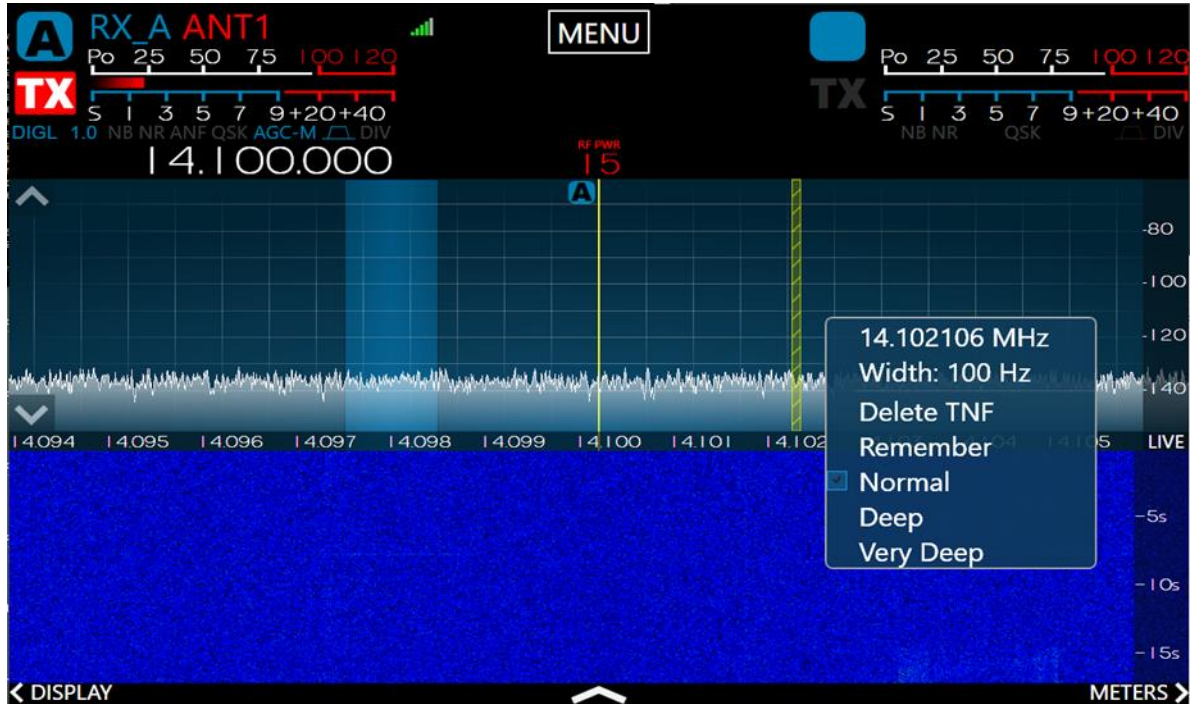 A RX_A ANT1 MENU
Po 25 50 75 100 120 Po 25 50 75 100 120
TX TX
S 1 3 5 7 9+20+40 S 1 3 5 7 9+20+40
DIGL 1.0 NB NR ANF QSK AGC-M DIV NB NR QSK DIV
RF PWR
14.100.000 15
A
-80
-100
-120
-140
14.102106 MHz
Width: 100 Hz
Delete TNF
Remember
Normal
Deep
Very Deep
14.094 14.095 14.096 14.097 14.098 14.099 14.100 14.101 14.102 LIVE
-5s
-10s
-15s
DISPLAY METERS